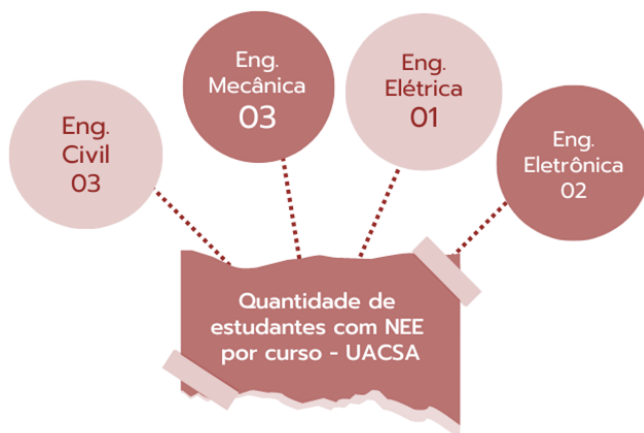 Eng.
Civil
03
Eng.
Mecânica
03
Eng.
Elétrica
01
Eng.
Eletrônica
02
Quantidade de
estudantes com NEE
por curso - UACSA